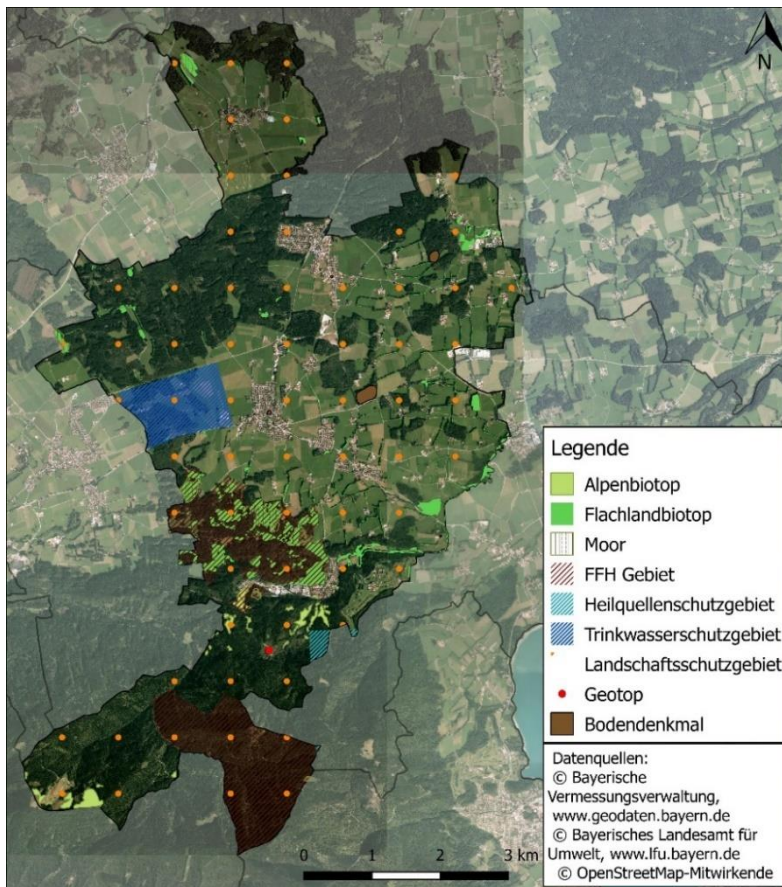 N
Legende
Alpenbiotop
Flachlandbiotop
Moor
FFH Gebiet
Heilquellenschutzgebiet
Trinkwasserschutzgebiet
Landschaftsschutzgebiet
Geotop
Bodendenkmal
Datenquellen:
© Bayerische
Vermessungsverwaltung,
www.geodaten.bayern.de
© Bayerisches Landesamt für
Umwelt, www.lfu.bayern.de
© OpenStreetMap-Mitwirkende
0 1 2 3 km